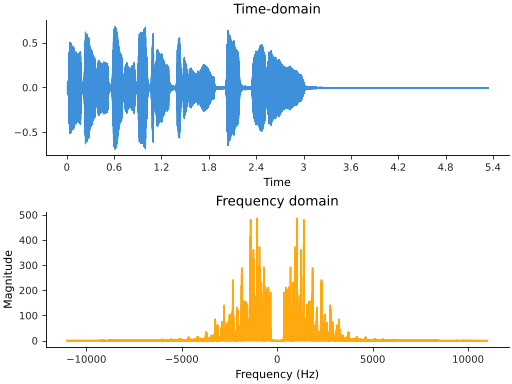 Time-domain
0.5
0.0
−0.5
0 0.6 1.2 1.8 2.4 3 3.6 4.2 4.8 5.4
Time
Frequency domain
500
400
300
200
100
0
Magnitude
−10000 −5000 0 5000 10000
Frequency (Hz)